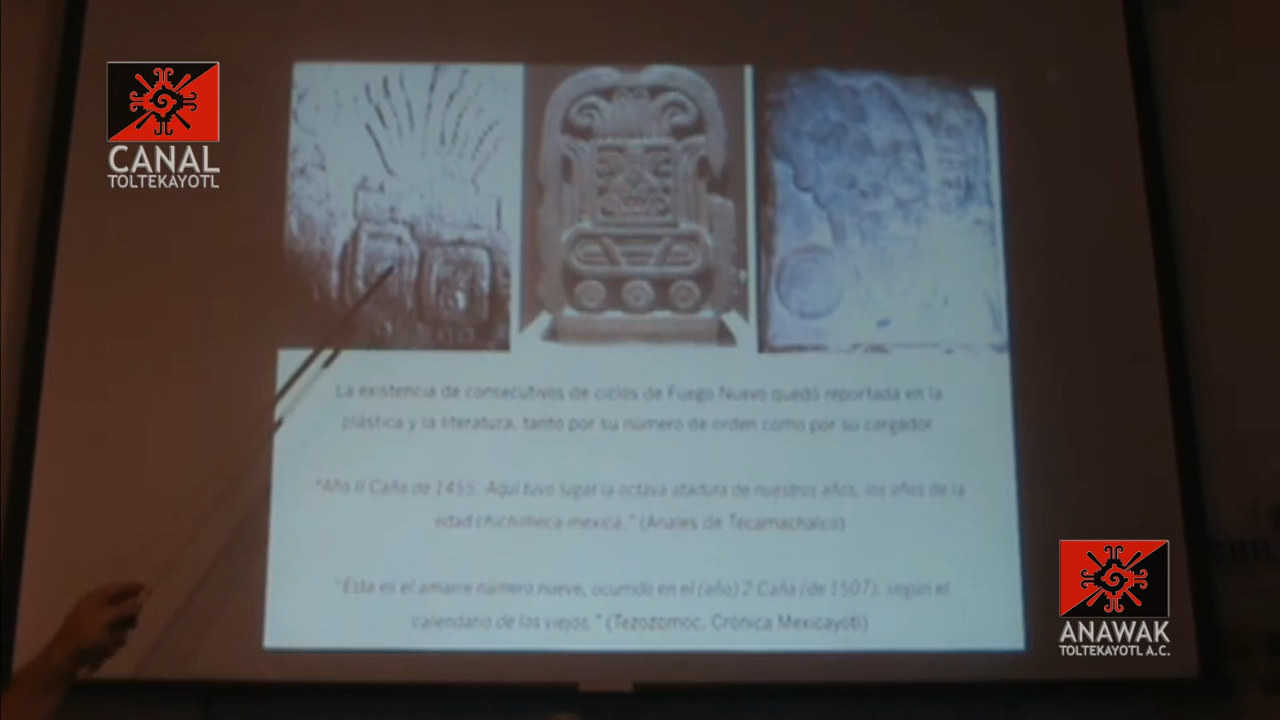 CANAL
TOLTEKAYOTL
La existencia de consecutivos de ciclos de Fuego Nuevo quedó reportada en la
plástica y la literatura, tanto por su número de orden como por su cargador
"Año II Caña de 1455. Aquí tuvo lugar la octava atadura de nuestros años, los años de la
edad chichimeca-mexica." (Anales de Tecamachalco)
"Esta es el amarre número nueve, ocurrido en el (año) 2 Caña (de 1507), según el
calendario de los viejos." (Tezozomoc, Crónica Mexicayotl)
ANAWAK
TOLTEKAYOTL A.C.